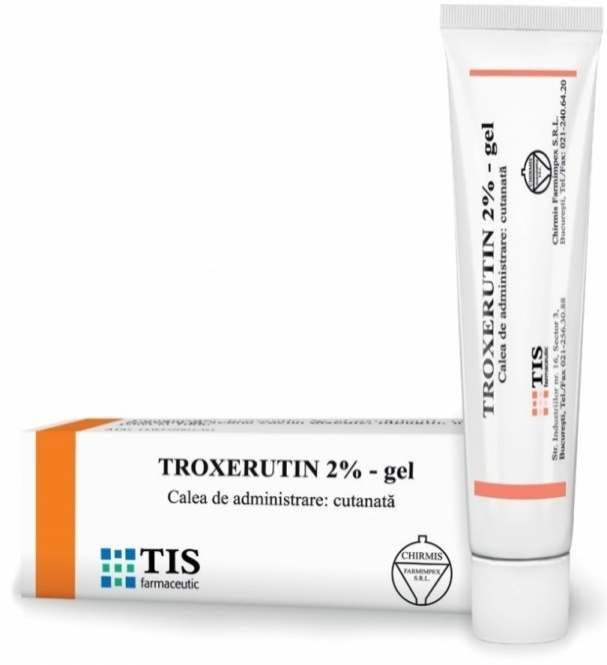 TROXERUTIN 2% - gel
Calea de administrare: cutanată
TIS
farmaceutic
CHIRMIS
FARMIMPEX
S.R.L.
TROXERUTIN 2% - gel
Calea de administrare: cutanată
TIS
farmaceutic
CHIRMIS
Str. Industriilor nr. 16, Sector 3,
Bucureşti, Tel./Fax 021-256.30.88
Chirmis Farmimpex S.R.L.
Bucureşti, Tel./Fax: 021-240.64.20